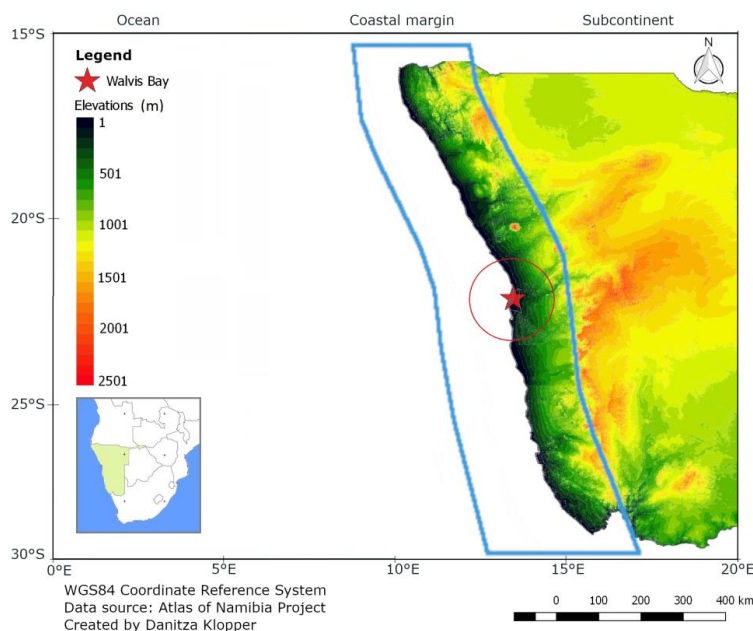 Ocean Coastal margin Subcontinent
15°S
N
Legend
Walvis Bay
Elevations (m)
1
501
1001
1501
2001
2501
20°S
25°S
30°S
0°E 5°E 10°E 15°E 20°E
WGS84 Coordinate Reference System
Data source: Atlas of Namibia Project
Created by Danitza Klopper
0 100 200 300 400 km